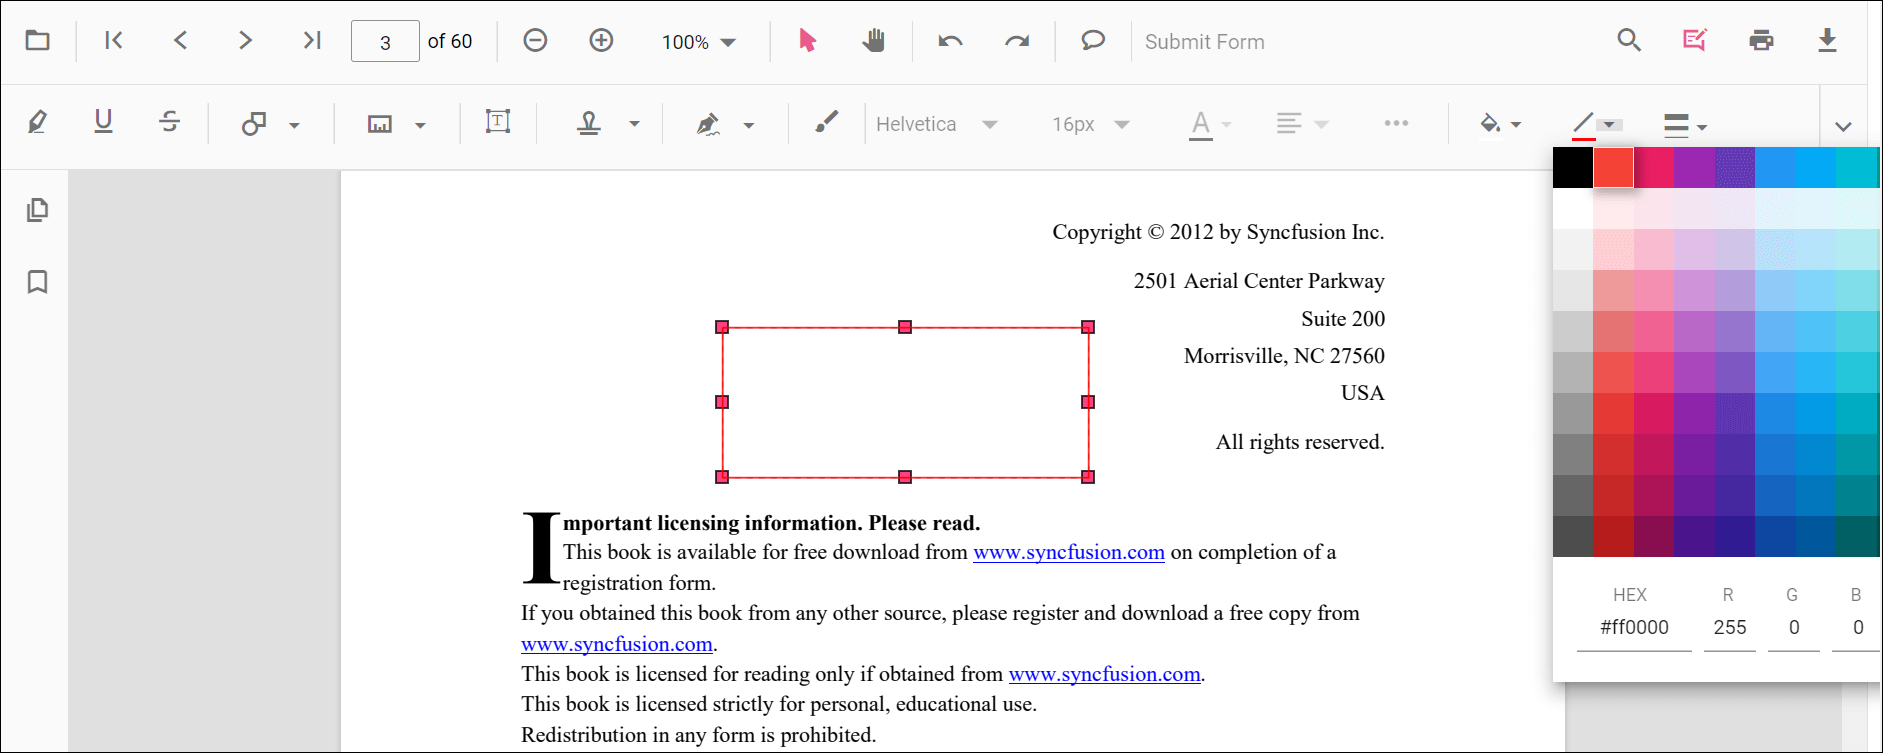 3 of 60 100% Submit Form
Helvetica 16px A
Copyright © 2012 by Syncfusion Inc.
2501 Aerial Center Parkway
Suite 200
Morrisville, NC 27560
USA
All rights reserved.
Important licensing information. Please read.
This book is available for free download from www.syncfusion.com on completion of a
registration form.
If you obtained this book from any other source, please register and download a free copy from
www.syncfusion.com.
This book is licensed for reading only if obtained from www.syncfusion.com.
This book is licensed strictly for personal, educational use.
Redistribution in any form is prohibited.
HEX R G B
#ff0000 255 0 0